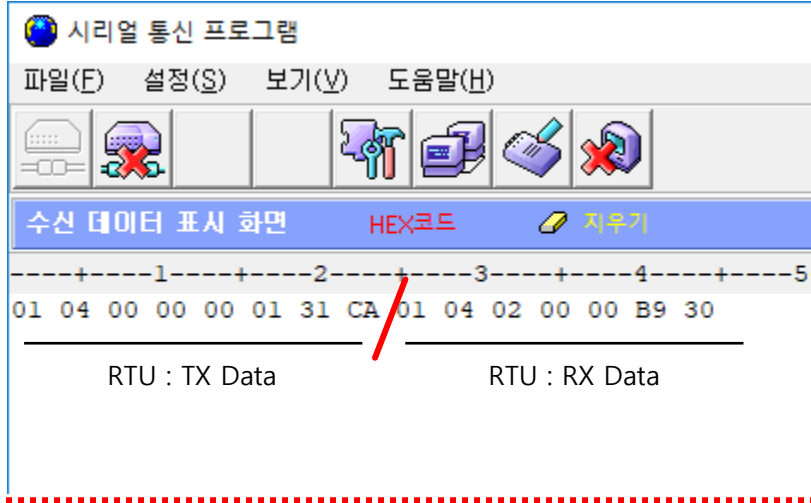 시리얼 통신 프로그램
파일(F) 설정(S) 보기(V) 도움말(H)
수신 데이터 표시 화면 HEX코드 지우기
----+----1----+----2----+----3----+----4----+----5
01 04 00 00 00 01 31 CA 01 04 02 00 00 B9 30
RTU : TX Data RTU : RX Data